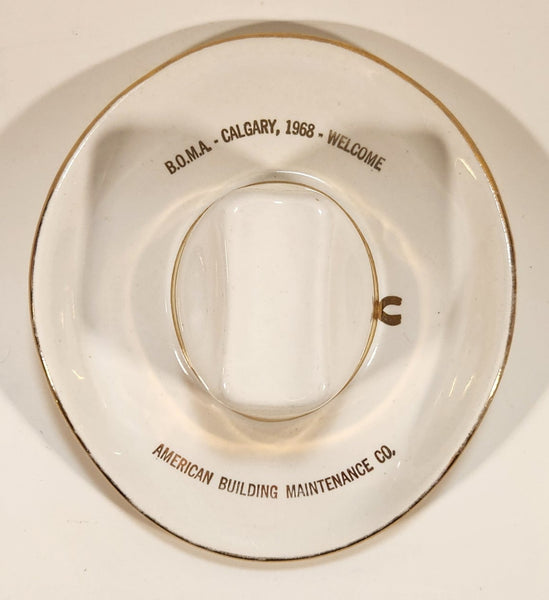 B.O.M.A. - CALGARY, 1968 - WELCOME
AMERICAN BUILDING MAINTENANCE CO.